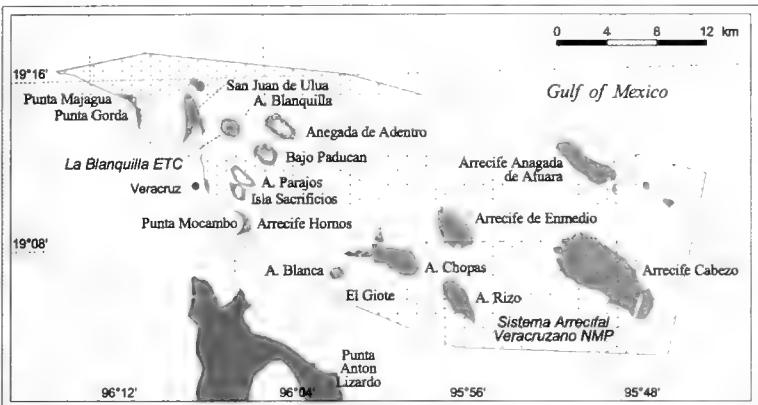 0 4 8 12
km
19°16'
Gulf of Mexico
San Juan de Ulua
A. Blanquilla
Punta Majagua
Punta Gorda
Anegada de Adentro
La Blanquilla ETC
Bajo Paducan
Arrecife Anagada
de Afuara
Veracruz
A. Parajos
Isla Sacrificios
Punta Mocambo
Arrecife Hornos
Arrecife de Enmedio
19°08'
A. Blanca
A. Chopas
Arrecife Cabezo
El Giote
A. Rizo
Sistema Arrecifal
Veracruzano NMP
Punta
Anton
Lizardo
96°12'
96°04'
95°56'
95°48'